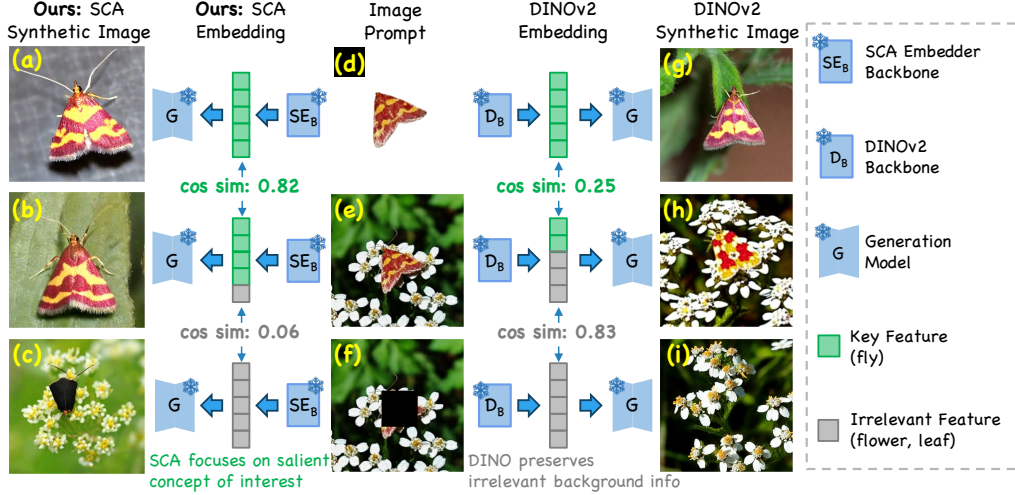 Ours: SCA
Synthetic Image
Ours: SCA
Embedding
Image
Prompt
DINOv2
Embedding
DINOv2
Synthetic Image
(a)
G
SE_B
(d)
D_B
G
(g)
cos sim: 0.82
cos sim: 0.25
(b)
G
SE_B
(e)
D_B
G
(h)
cos sim: 0.06
cos sim: 0.83
(c)
G
SE_B
(f)
D_B
G
(i)
SCA focuses on salient
concept of interest
DINO preserves
irrelevant background info
SE_B
SCA Embedder
Backbone
D_B
DINOv2
Backbone
G
Generation
Model
Key Feature
(fly)
Irrelevant Feature
(flower, leaf)